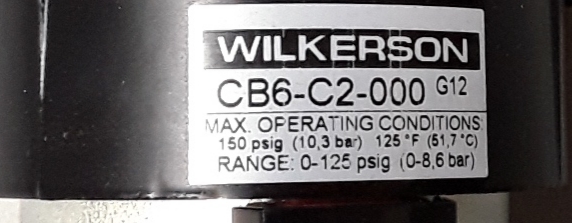 WILKERSON
CB6-C2-000 G12
MAX. OPERATING CONDITIONS:
150 psig (10,3 bar) 125 °F (51,7 °C)
RANGE: 0-125 psig (0-8,6 bar)